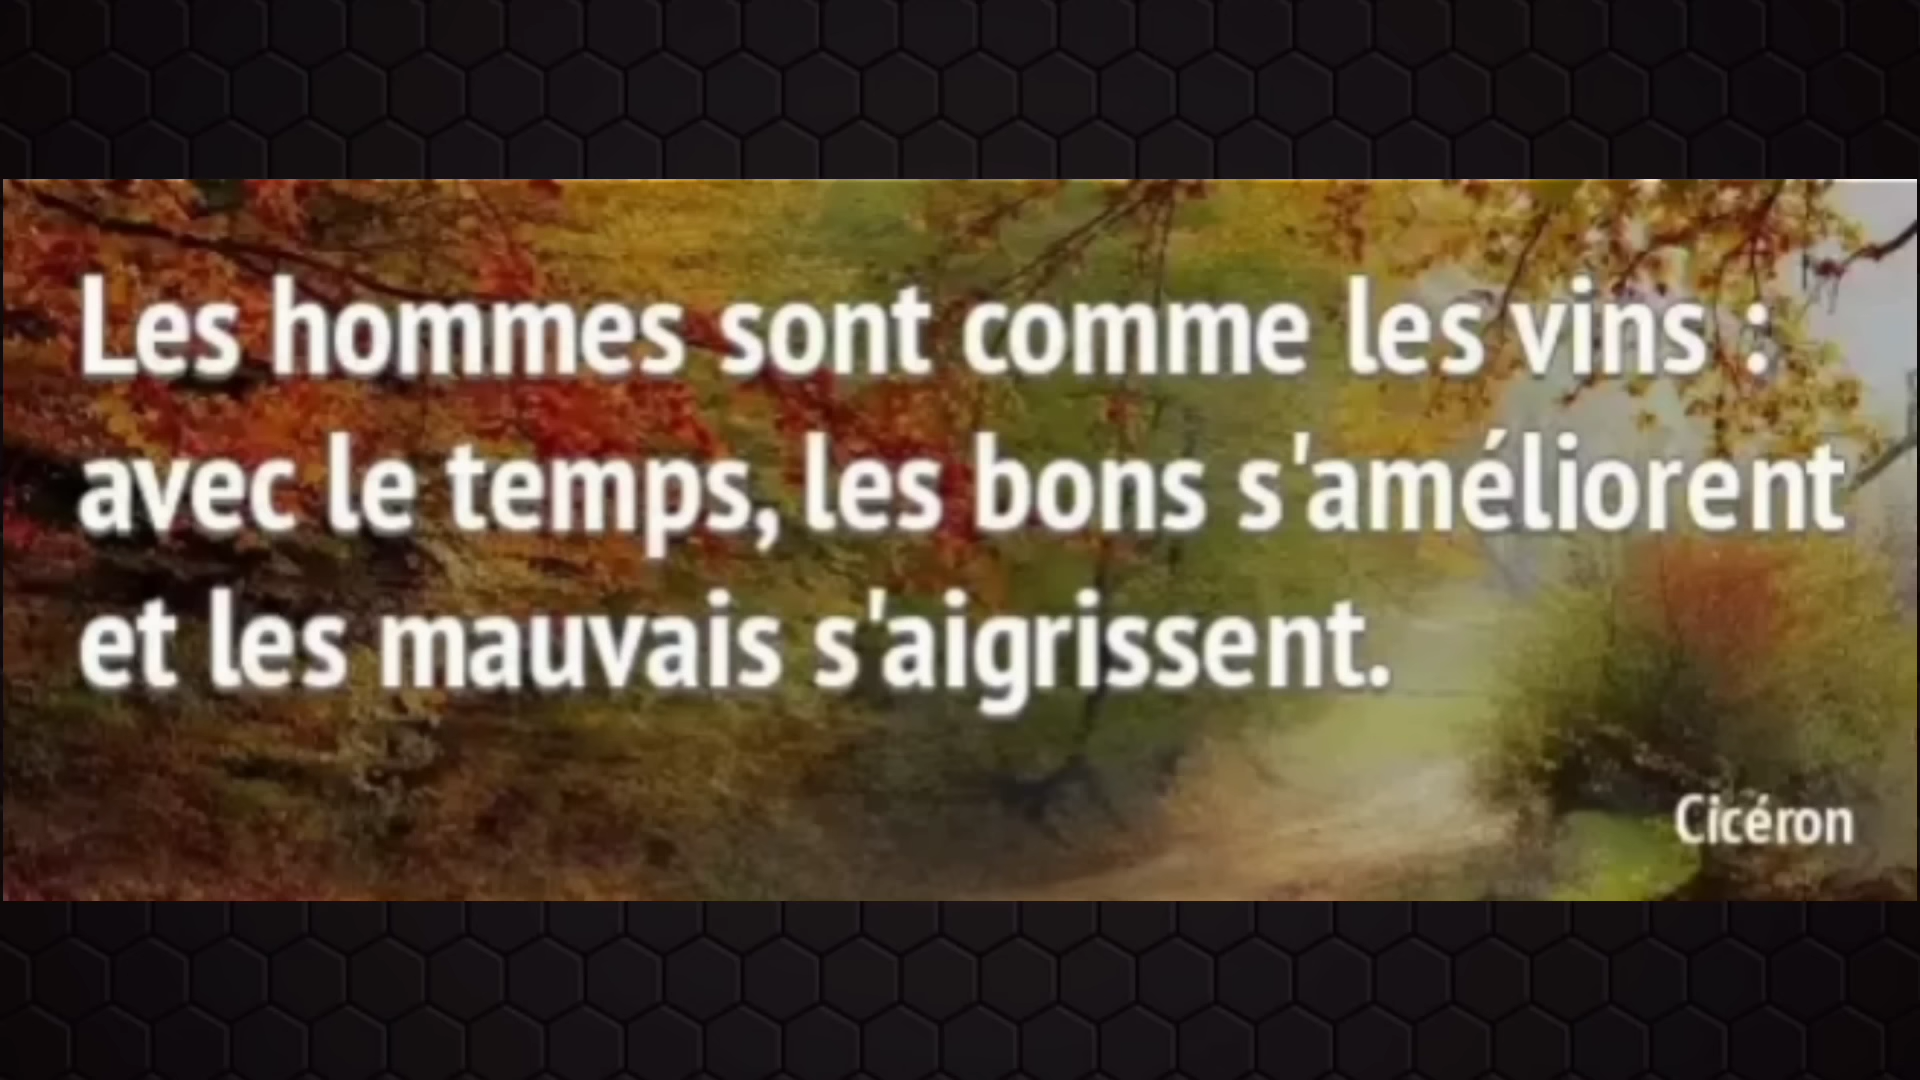 Les hommes sont comme les vins :
avec le temps, les bons s'améliorent
et les mauvais s'aigrissent.
Cicéron